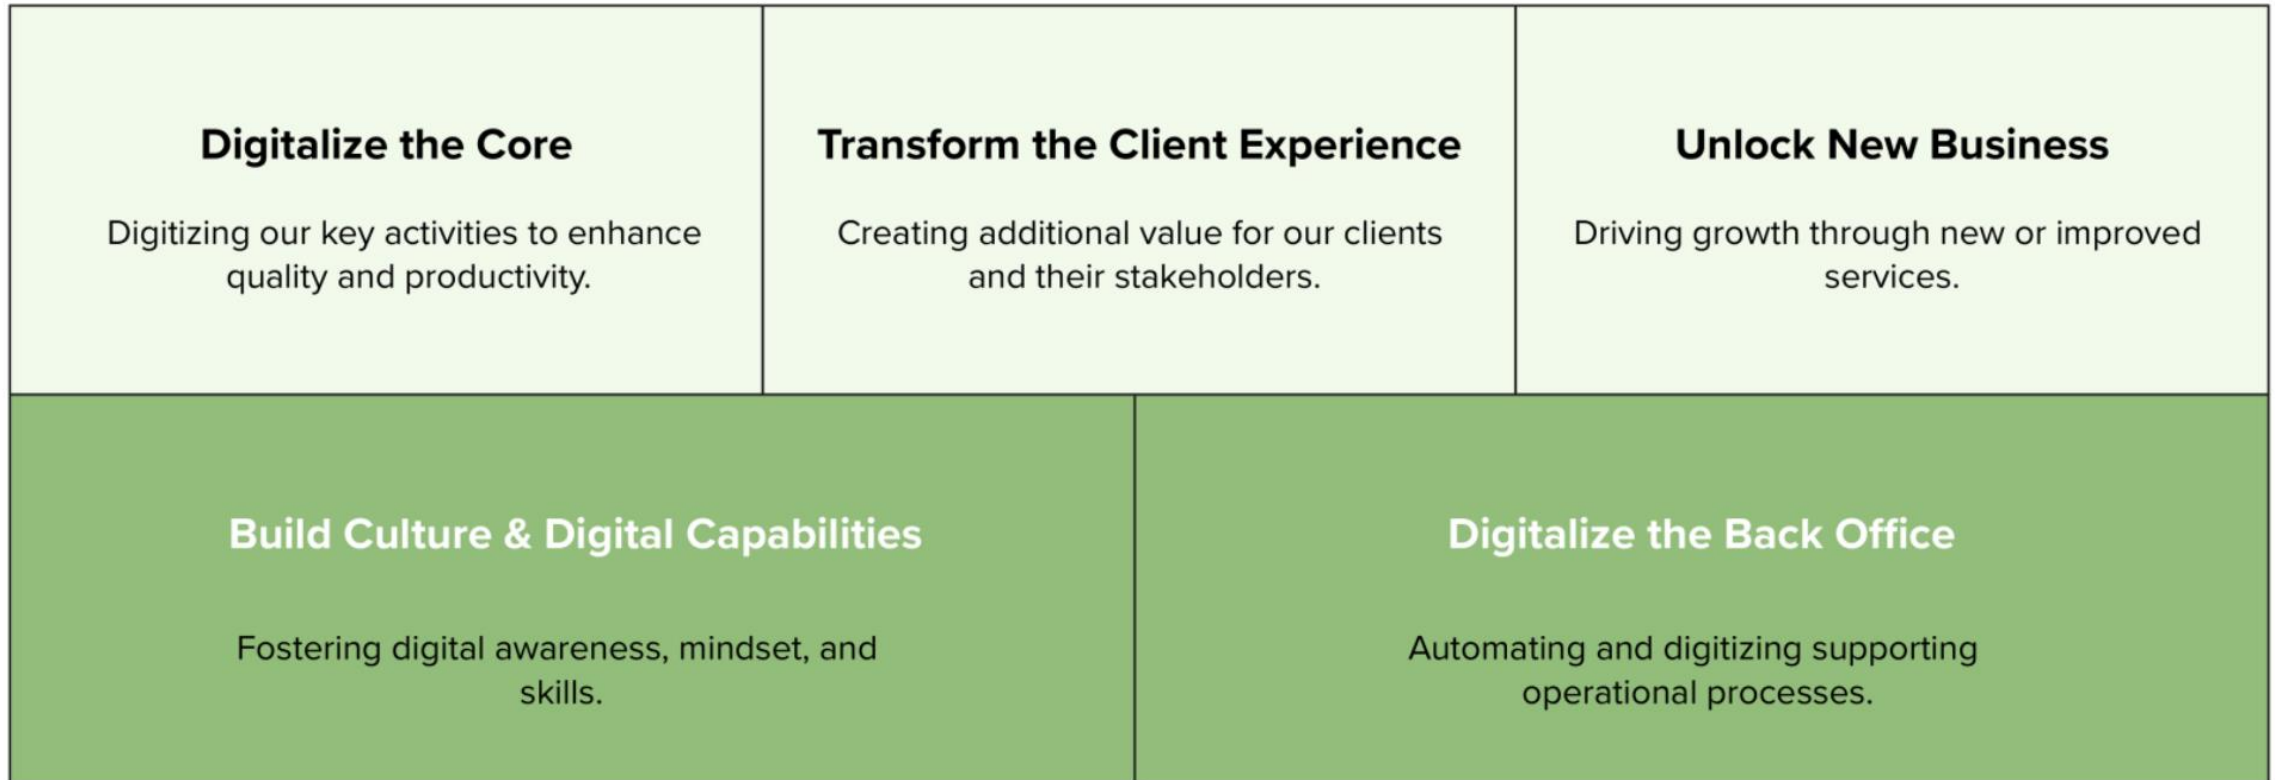 Digitalize the Core
Digitizing our key activities to enhance
quality and productivity.
Transform the Client Experience
Creating additional value for our clients
and their stakeholders.
Unlock New Business
Driving growth through new or improved
services.
Build Culture & Digital Capabilities
Fostering digital awareness, mindset, and
skills.
Digitalize the Back Office
Automating and digitizing supporting
operational processes.